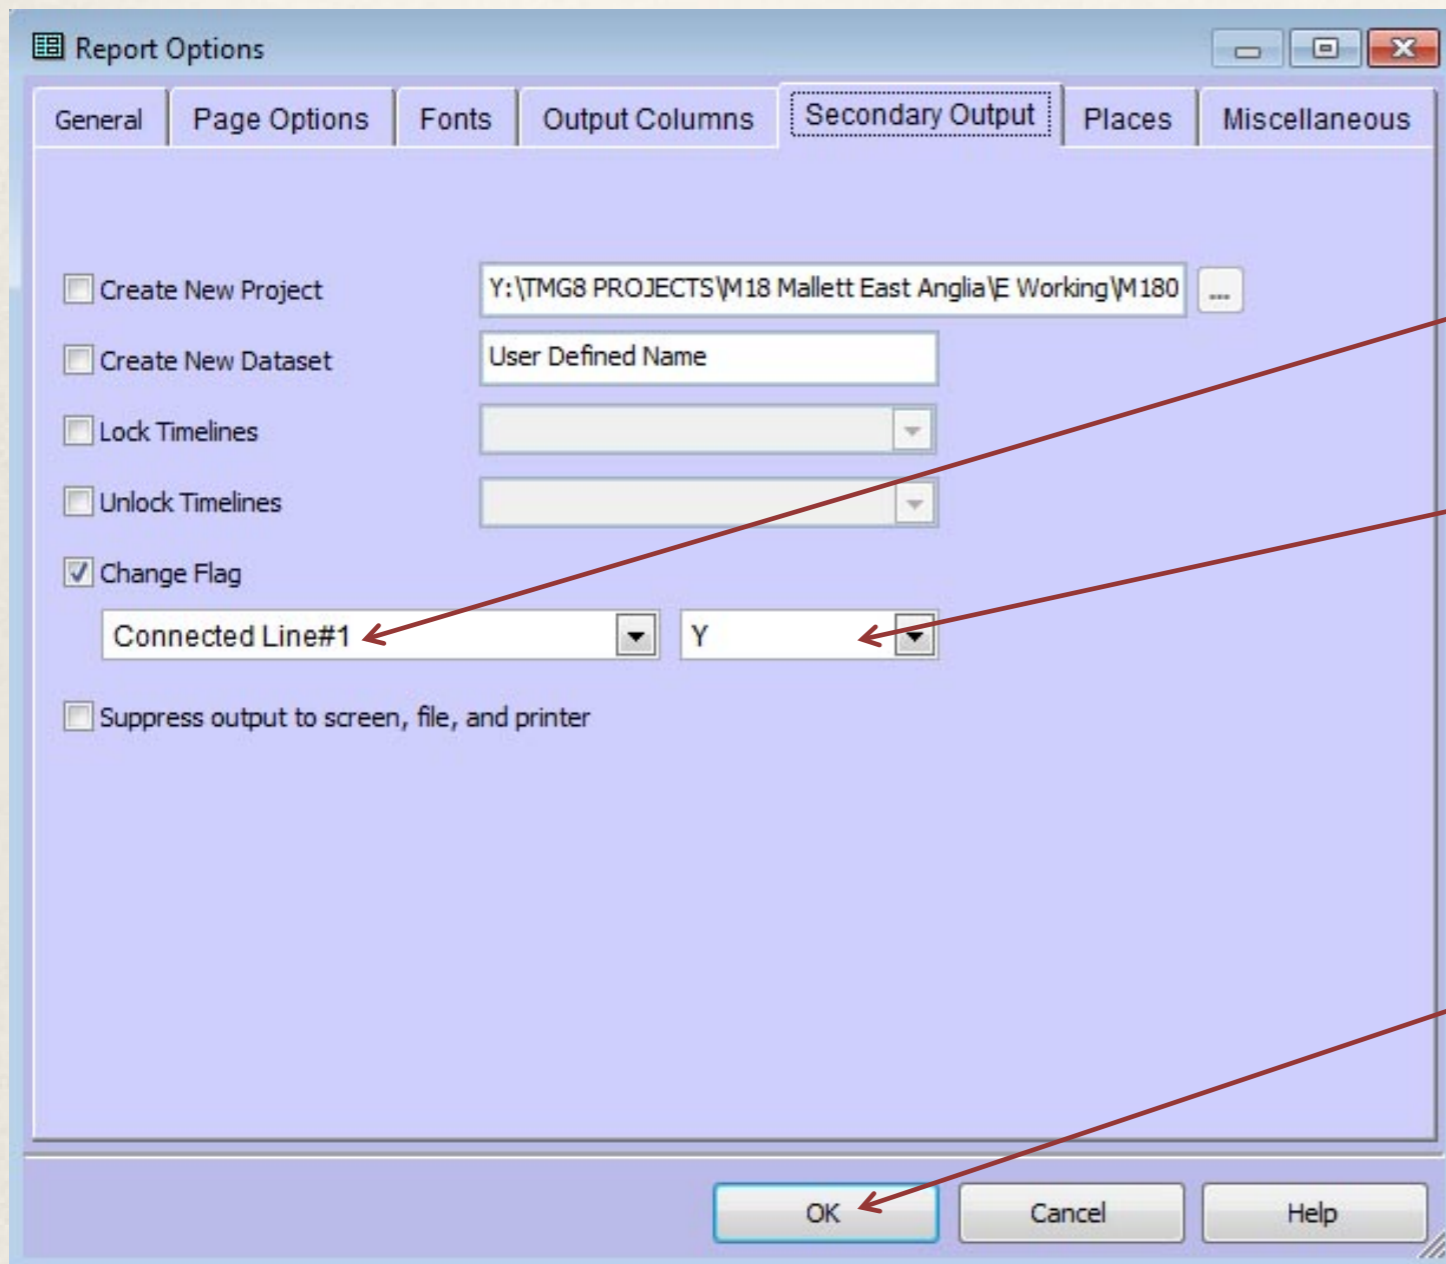 Report Options
General Page Options Fonts Output Columns Secondary Output Places Miscellaneous
Create New Project Y:\TMG8 PROJECTS\M18 Mallett East Anglia\E Working\M180 ...
Create New Dataset User Defined Name
Lock Timelines
Unlock Timelines
Change Flag
Connected Line#1 Y
Suppress output to screen, file, and printer
OK Cancel Help